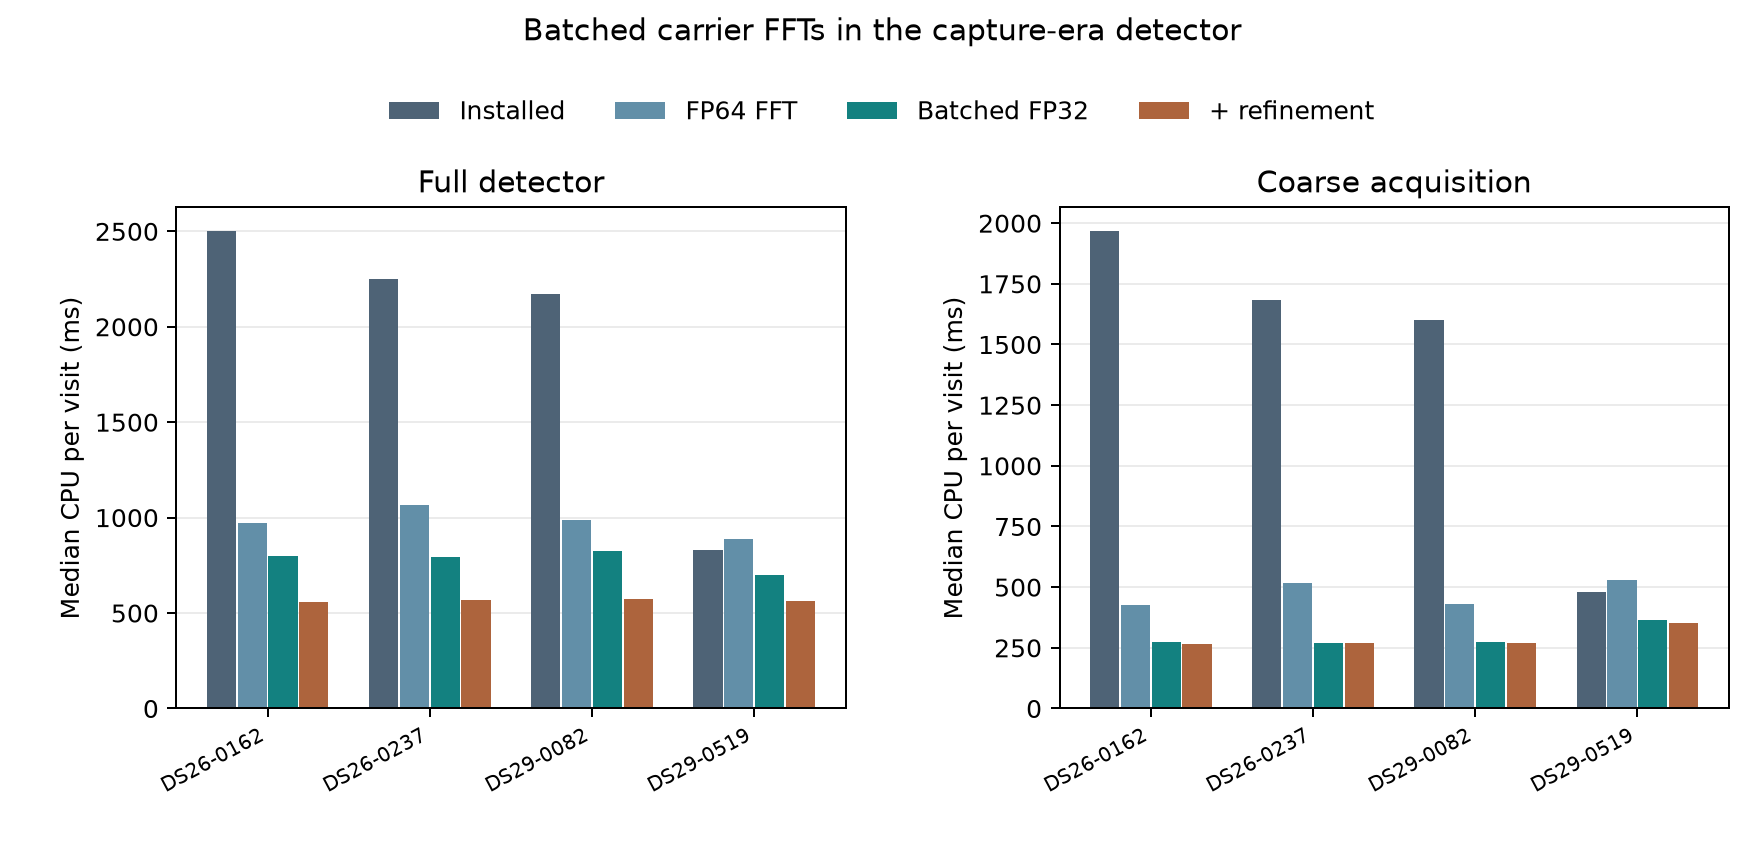 Batched carrier FFTs in the capture-era detector
Installed
FP64 FFT
Batched FP32
+ refinement
Full detector
Median CPU per visit (ms)
2500
2000
1500
1000
500
0
DS26-0162
DS26-0237
DS29-0082
DS29-0519
Coarse acquisition
Median CPU per visit (ms)
2000
1750
1500
1250
1000
750
500
250
0
DS26-0162
DS26-0237
DS29-0082
DS29-0519